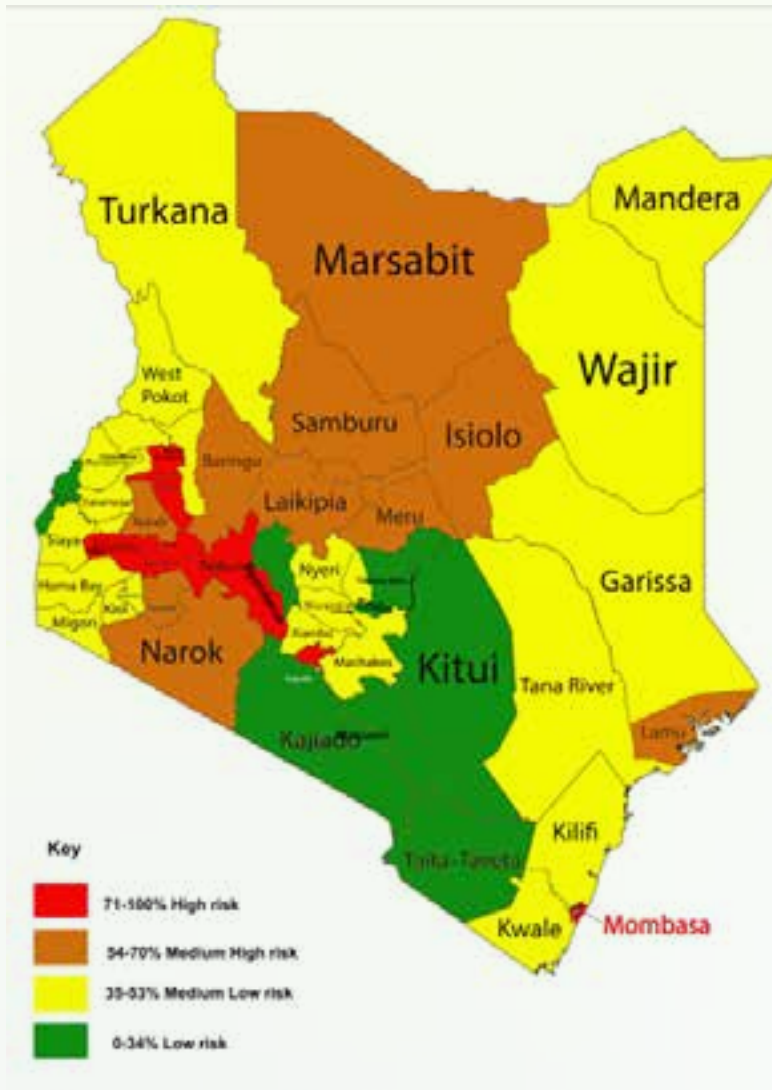 Turkana
Mandera
Marsabit
Wajir
West
Pokot
Samburu
Isiolo
Baringo
Laikipia
Meru
Siaya
Nyeri
Garissa
Homa Bay
Kisii
Migori
Narok
Machakos
Kitui
Tana River
Lamu
Kajiado
Kilifi
Taita-Taveta
Kwale
Mombasa
Key
71-100% High risk
54-70% Medium High risk
35-53% Medium Low risk
0-34% Low risk